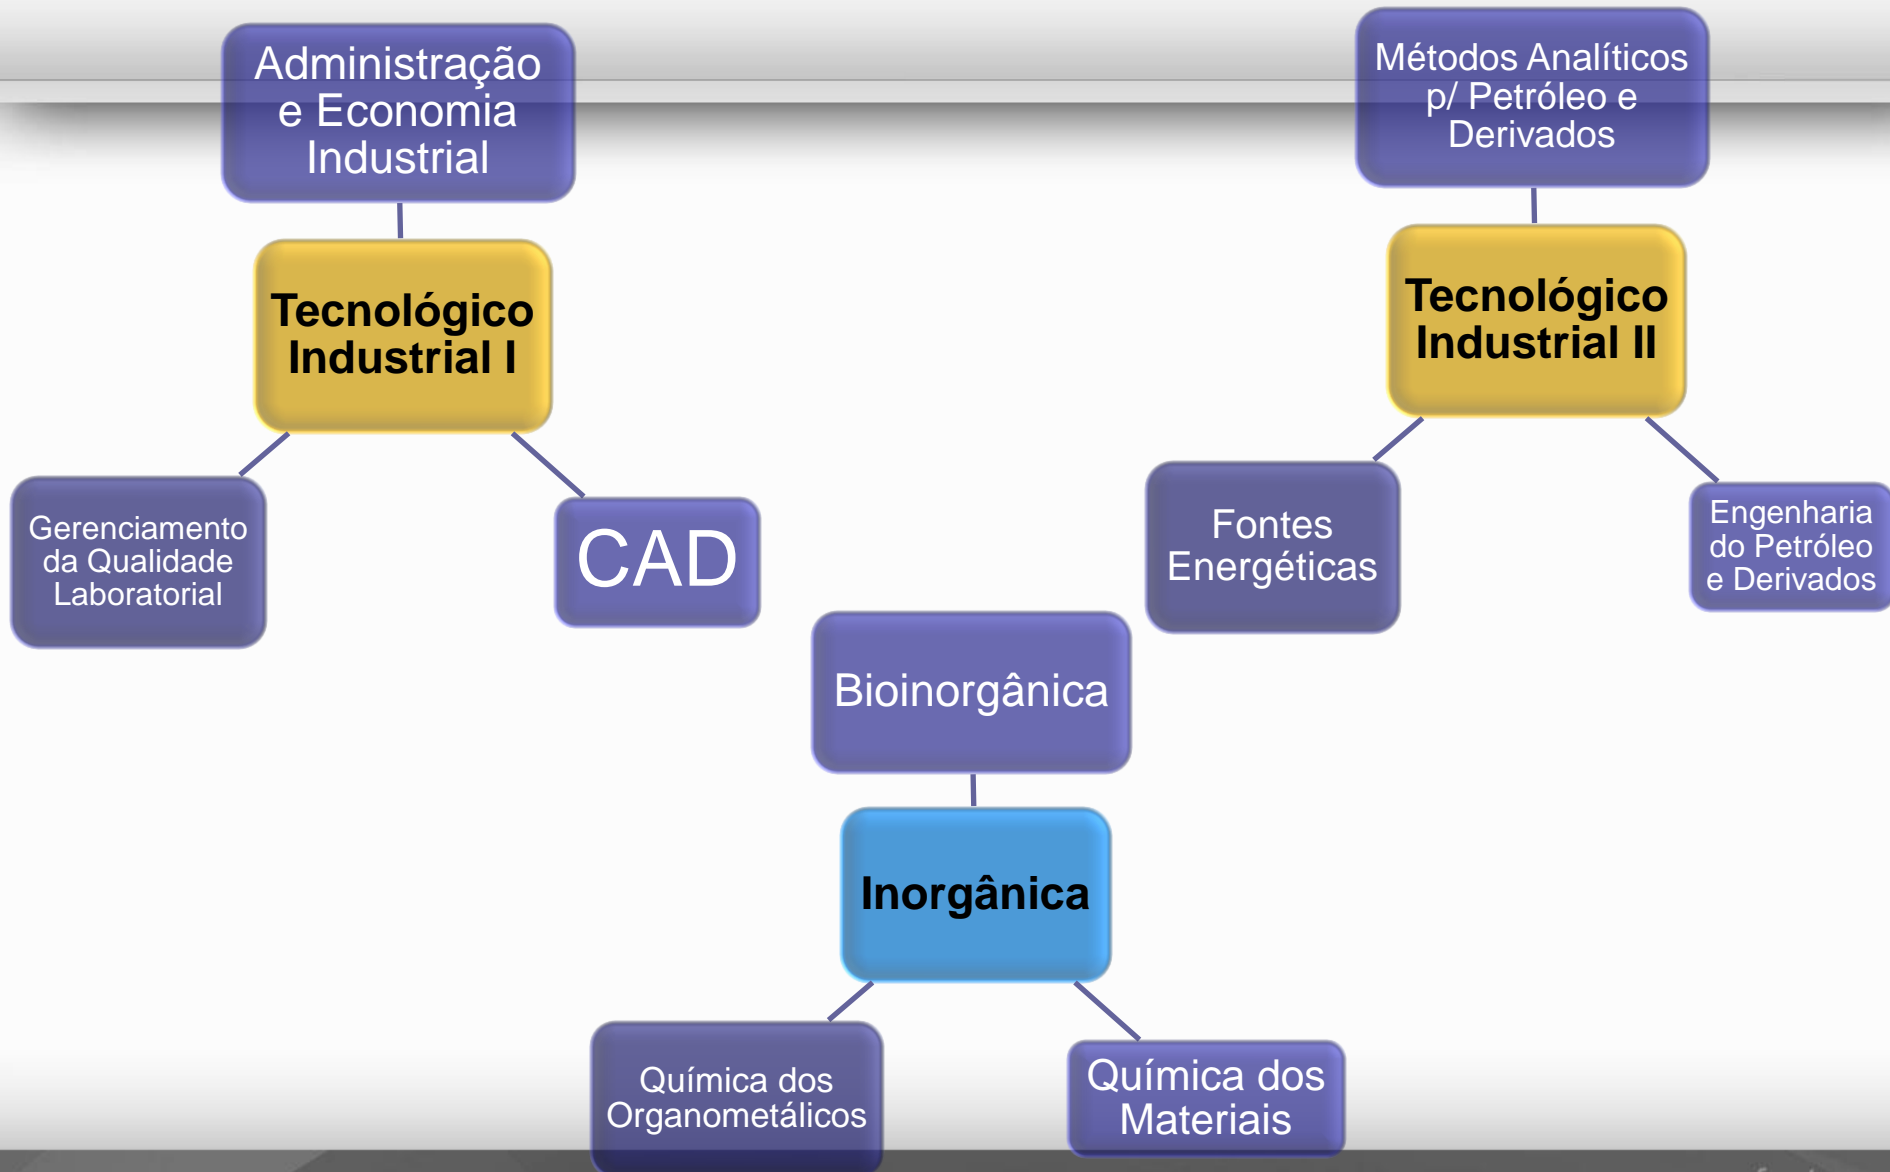 Administração
e Economia
Industrial
Tecnológico
Industrial I
Gerenciamento
da Qualidade
Laboratorial
CAD
Métodos Analíticos
p/ Petróleo e
Derivados
Tecnológico
Industrial II
Fontes
Energéticas
Engenharia
do Petróleo
e Derivados
Bioinorgânica
Inorgânica
Química dos
Organometálicos
Química dos
Materiais